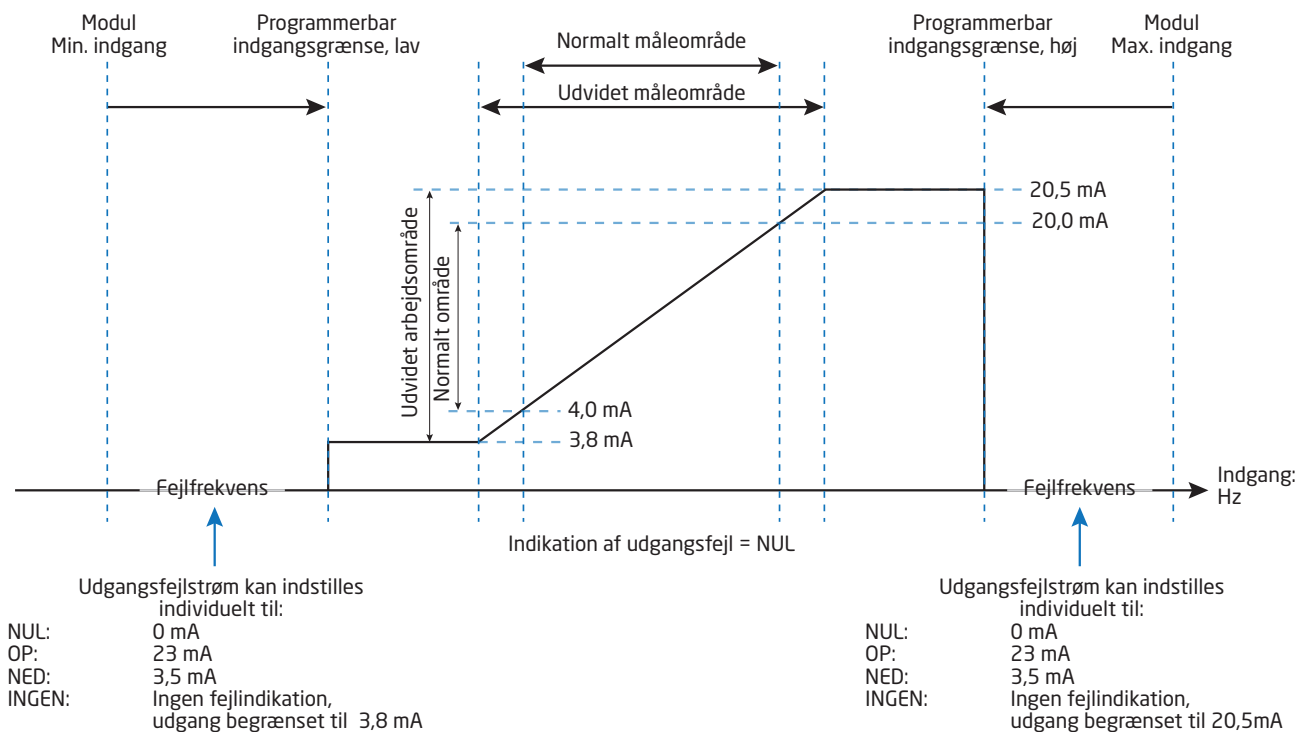 Modul
Min. indgang
Programmerbar
indgangsgrænse, lav
Normalt måleområde
Udvidet måleområde
Programmerbar
indgangsgrænse, høj
Modul
Max. indgang
Udvidet arbejdsområde
Normalt område
20,5 mA
20,0 mA
4,0 mA
3,8 mA
Fejlfrekvens
Fejlfrekvens
Indgang:
Hz
Indikation af udgangsfejl = NUL
Udgangsfejlstrøm kan indstilles
individuelt til:
NUL: 0 mA
OP: 23 mA
NED: 3,5 mA
INGEN: Ingen fejlindikation,
udgang begrænset til 3,8 mA
Udgangsfejlstrøm kan indstilles
individuelt til:
NUL: 0 mA
OP: 23 mA
NED: 3,5 mA
INGEN: Ingen fejlindikation,
udgang begrænset til 20,5mA